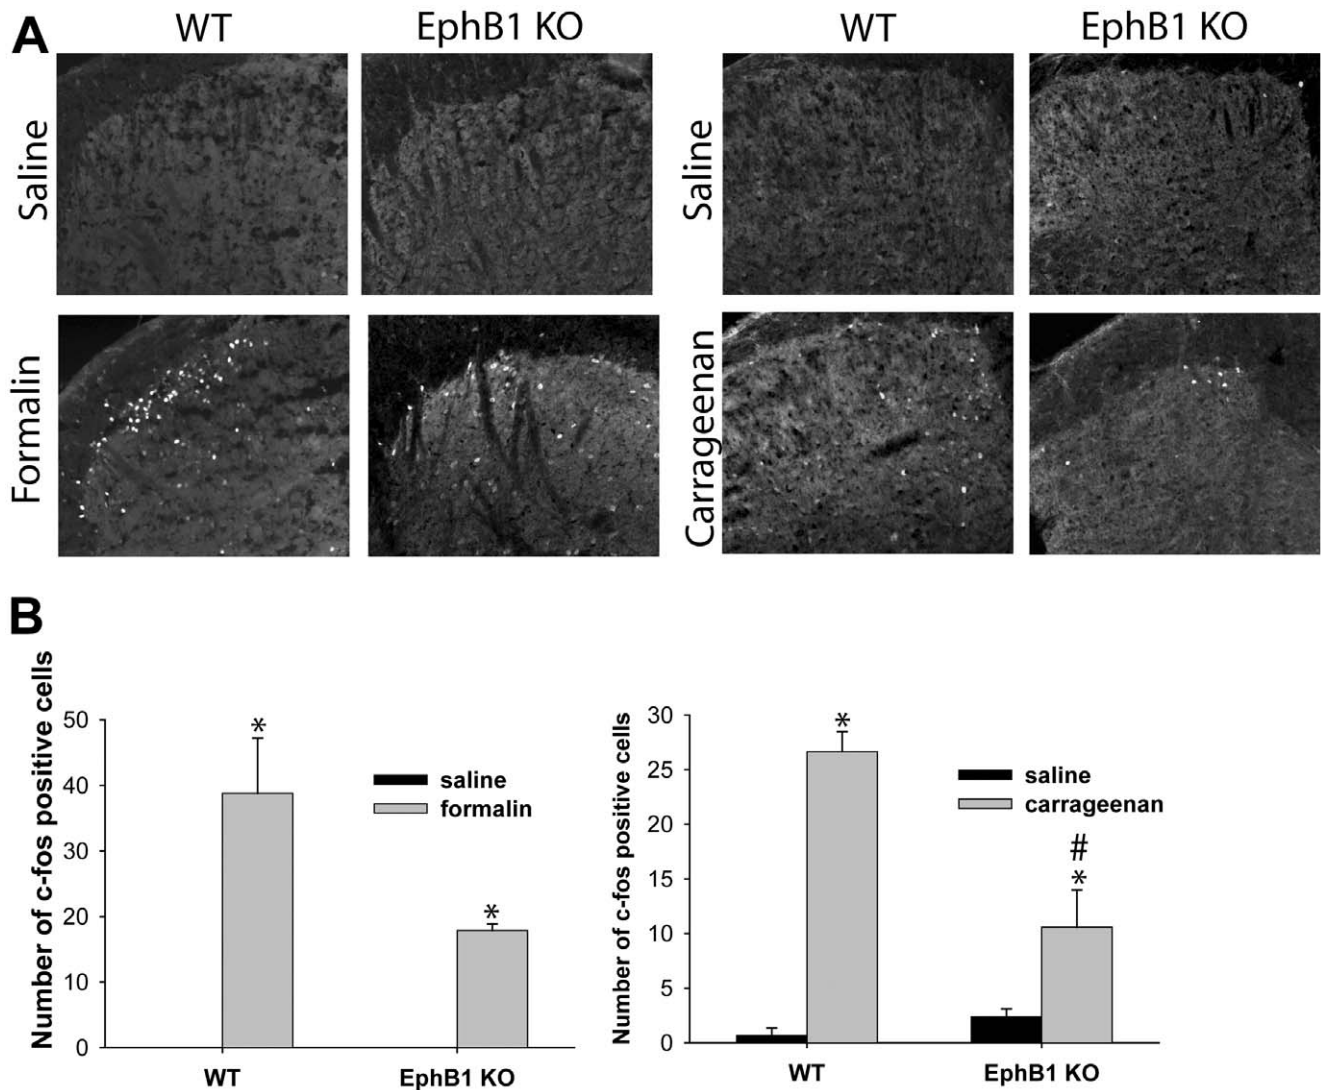 A
WT
EphB1 KO
WT
EphB1 KO
Saline
Saline
Formalin
Carrageenan
B
Number of c-fos positive cells
50
40
30
20
10
0
*
*
saline
formalin
WT
EphB1 KO
Number of c-fos positive cells
30
25
20
15
10
5
0
*
#
*
saline
carrageenan
WT
EphB1 KO